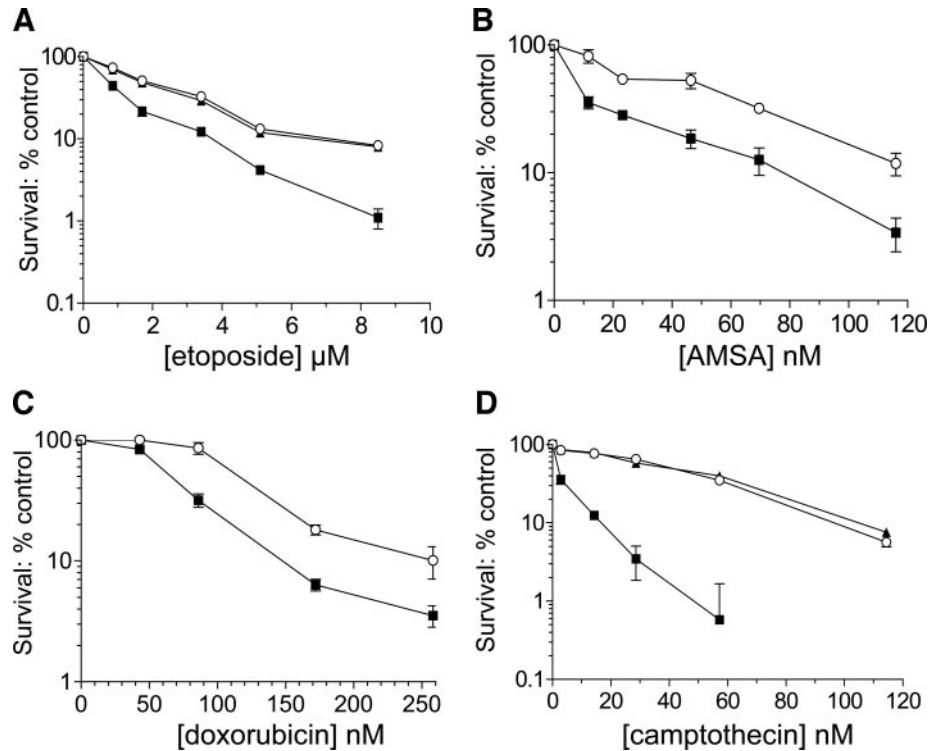 A
Survival: % control
100
10
1
0.1
0 2 4 6 8 10
[etoposide] µM
B
Survival: % control
100
10
1
0 20 40 60 80 100 120
[AMSA] nM
C
Survival: % control
100
10
1
0 50 100 150 200 250
[doxorubicin] nM
D
Survival: % control
100
10
1
0.1
0 20 40 60 80 100 120
[camptothecin] nM